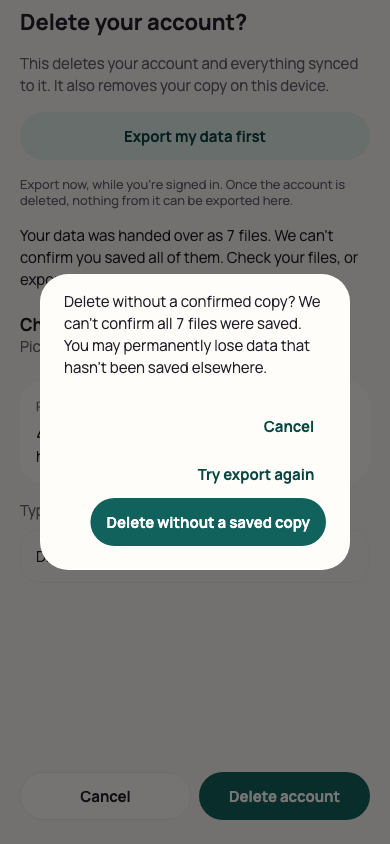 Delete your account?
This deletes your account and everything synced
to it. It also removes your copy on this device.
Export my data first
Export now, while you're signed in. Once the account is
deleted, nothing from it can be exported here.
Your data was handed over as 7 files. We can't
confirm you saved all of them. Check your files, or
Delete without a confirmed copy? We
can't confirm all 7 files were saved.
You may permanently lose data that
hasn't been saved elsewhere.
Cancel
Try export again
Delete without a saved copy
Cancel
Delete account